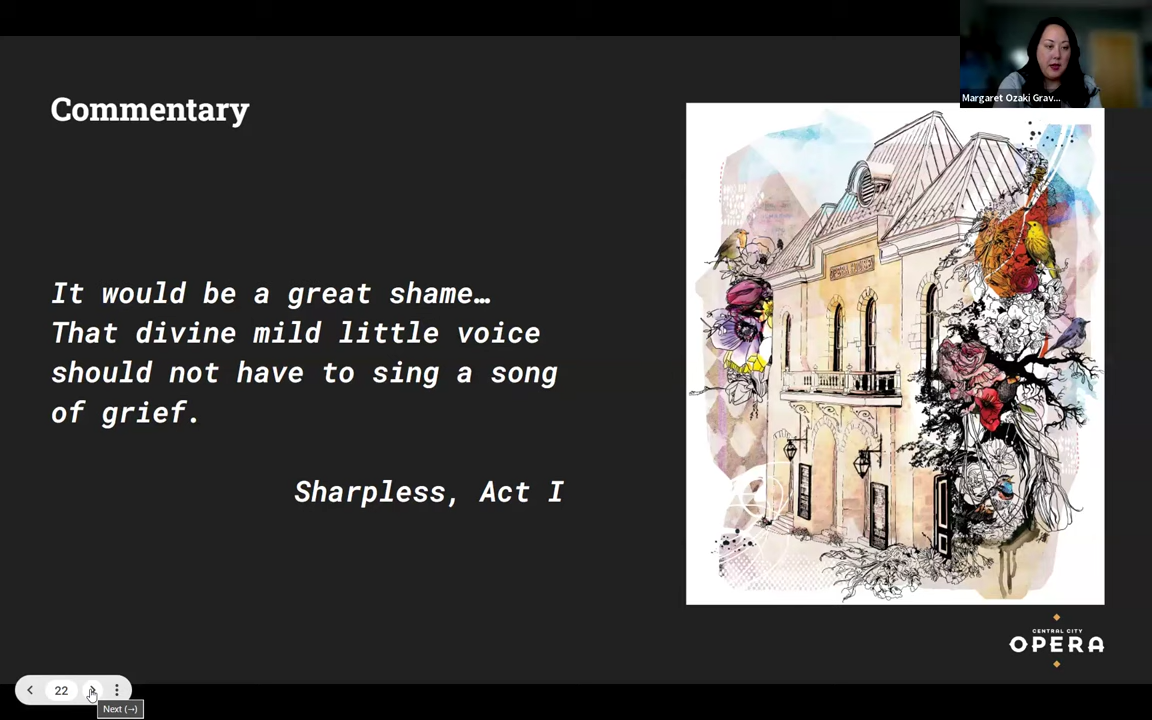 Commentary
Margaret Ozaki Grav...
It would be a great shame…
That divine mild little voice
should not have to sing a song
of grief.
Sharpless, Act I
CENTRAL CITY
OPERA
22
Next (→)